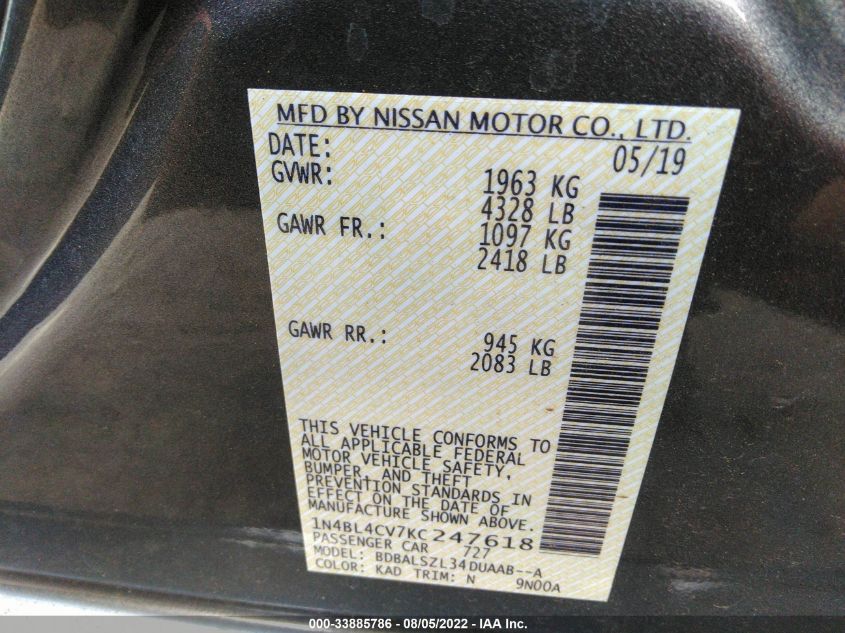 MFD BY NISSAN MOTOR CO., LTD.
DATE: 05/19
GVWR: 1963 KG
4328 LB
GAWR FR.: 1097 KG
2418 LB
GAWR RR.: 945 KG
2083 LB
THIS VEHICLE CONFORMS TO
ALL APPLICABLE FEDERAL
MOTOR VEHICLE SAFETY,
BUMPER, AND THEFT
PREVENTION STANDARDS IN
EFFECT ON THE DATE OF
MANUFACTURE SHOWN ABOVE.
1N4BL4CV7KC247618
PASSENGER CAR 727
MODEL: BDBALSZL34DUAAB--A
COLOR: KAD TRIM: N 9N00A
000-33885786 - 08/05/2022 - IAA Inc.